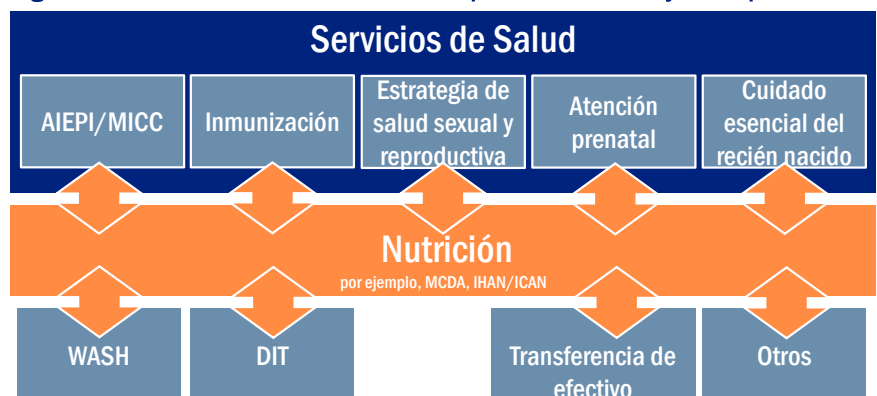 Servicios de Salud
AIEPI/MICC
Inmunización
Estrategia de
salud sexual y
reproductiva
Atención
prenatal
Cuidado
esencial del
recién nacido
Nutrición
por ejemplo, MCDA, IHAN/ICAN
WASH
DIT
Transferencia de
efectivo
Otros